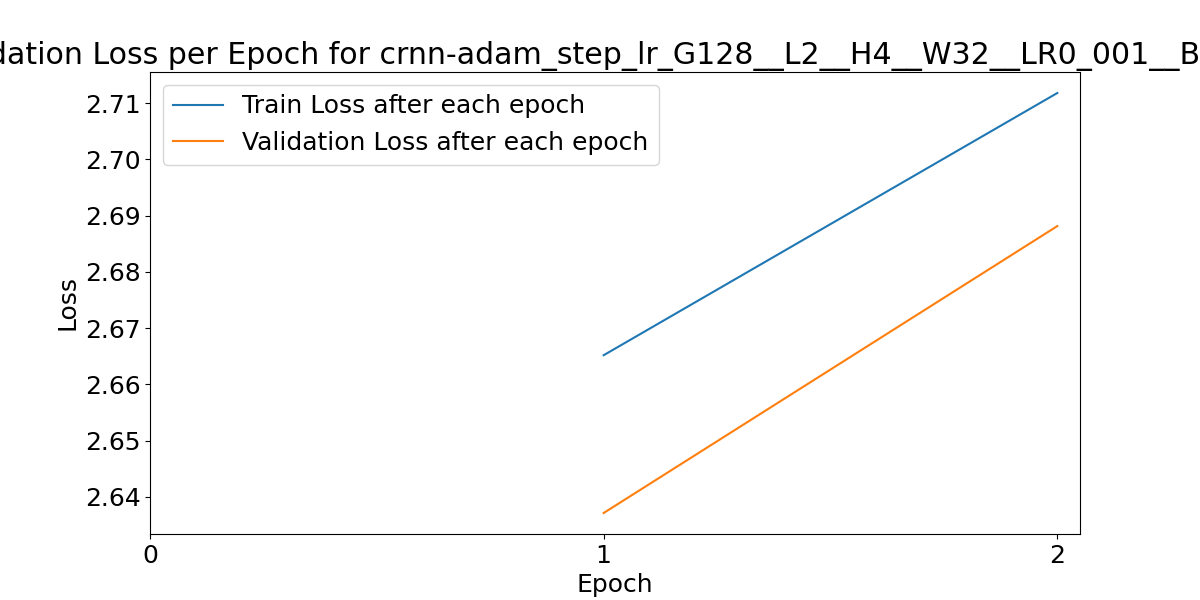 dation Loss per Epoch for crnn-adam_step_lr_G128__L2__H4__W32__LR0_001__B
Train Loss after each epoch
Validation Loss after each epoch
2.71
2.70
2.69
2.68
2.67
2.66
2.65
2.64
Loss
0 1 2
Epoch